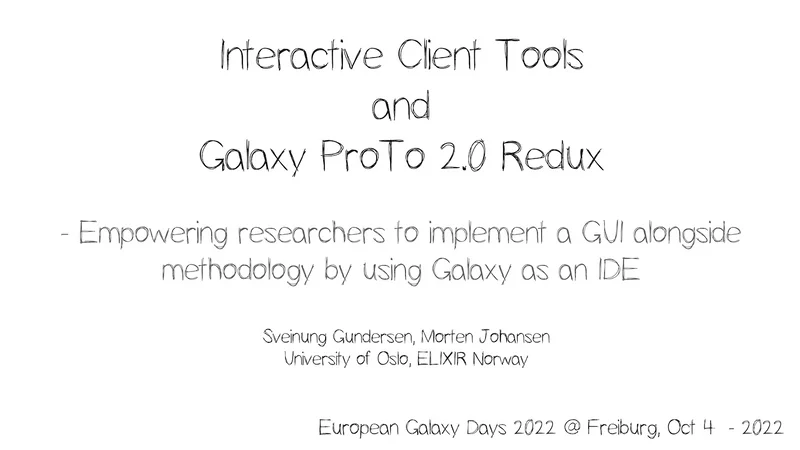 Interactive Client Tools
and
Galaxy ProTo 2.0 Redux
- Empowering researchers to implement a GUI alongside
methodology by using Galaxy as an IDE
Sveinung Gundersen, Morten Johansen
University of Oslo, ELIXIR Norway
European Galaxy Days 2022 @ Freiburg, Oct 4 - 2022